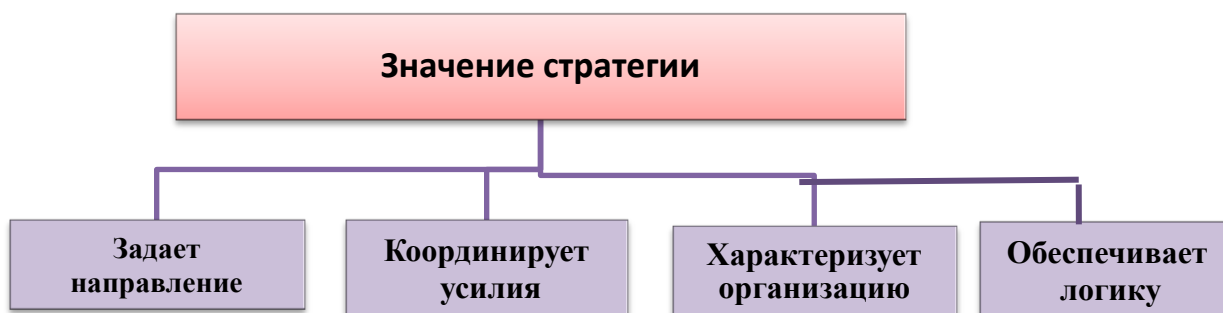 Значение стратегии
Задает
направление
Координирует
усилия
Характеризует
организацию
Обеспечивает
логику